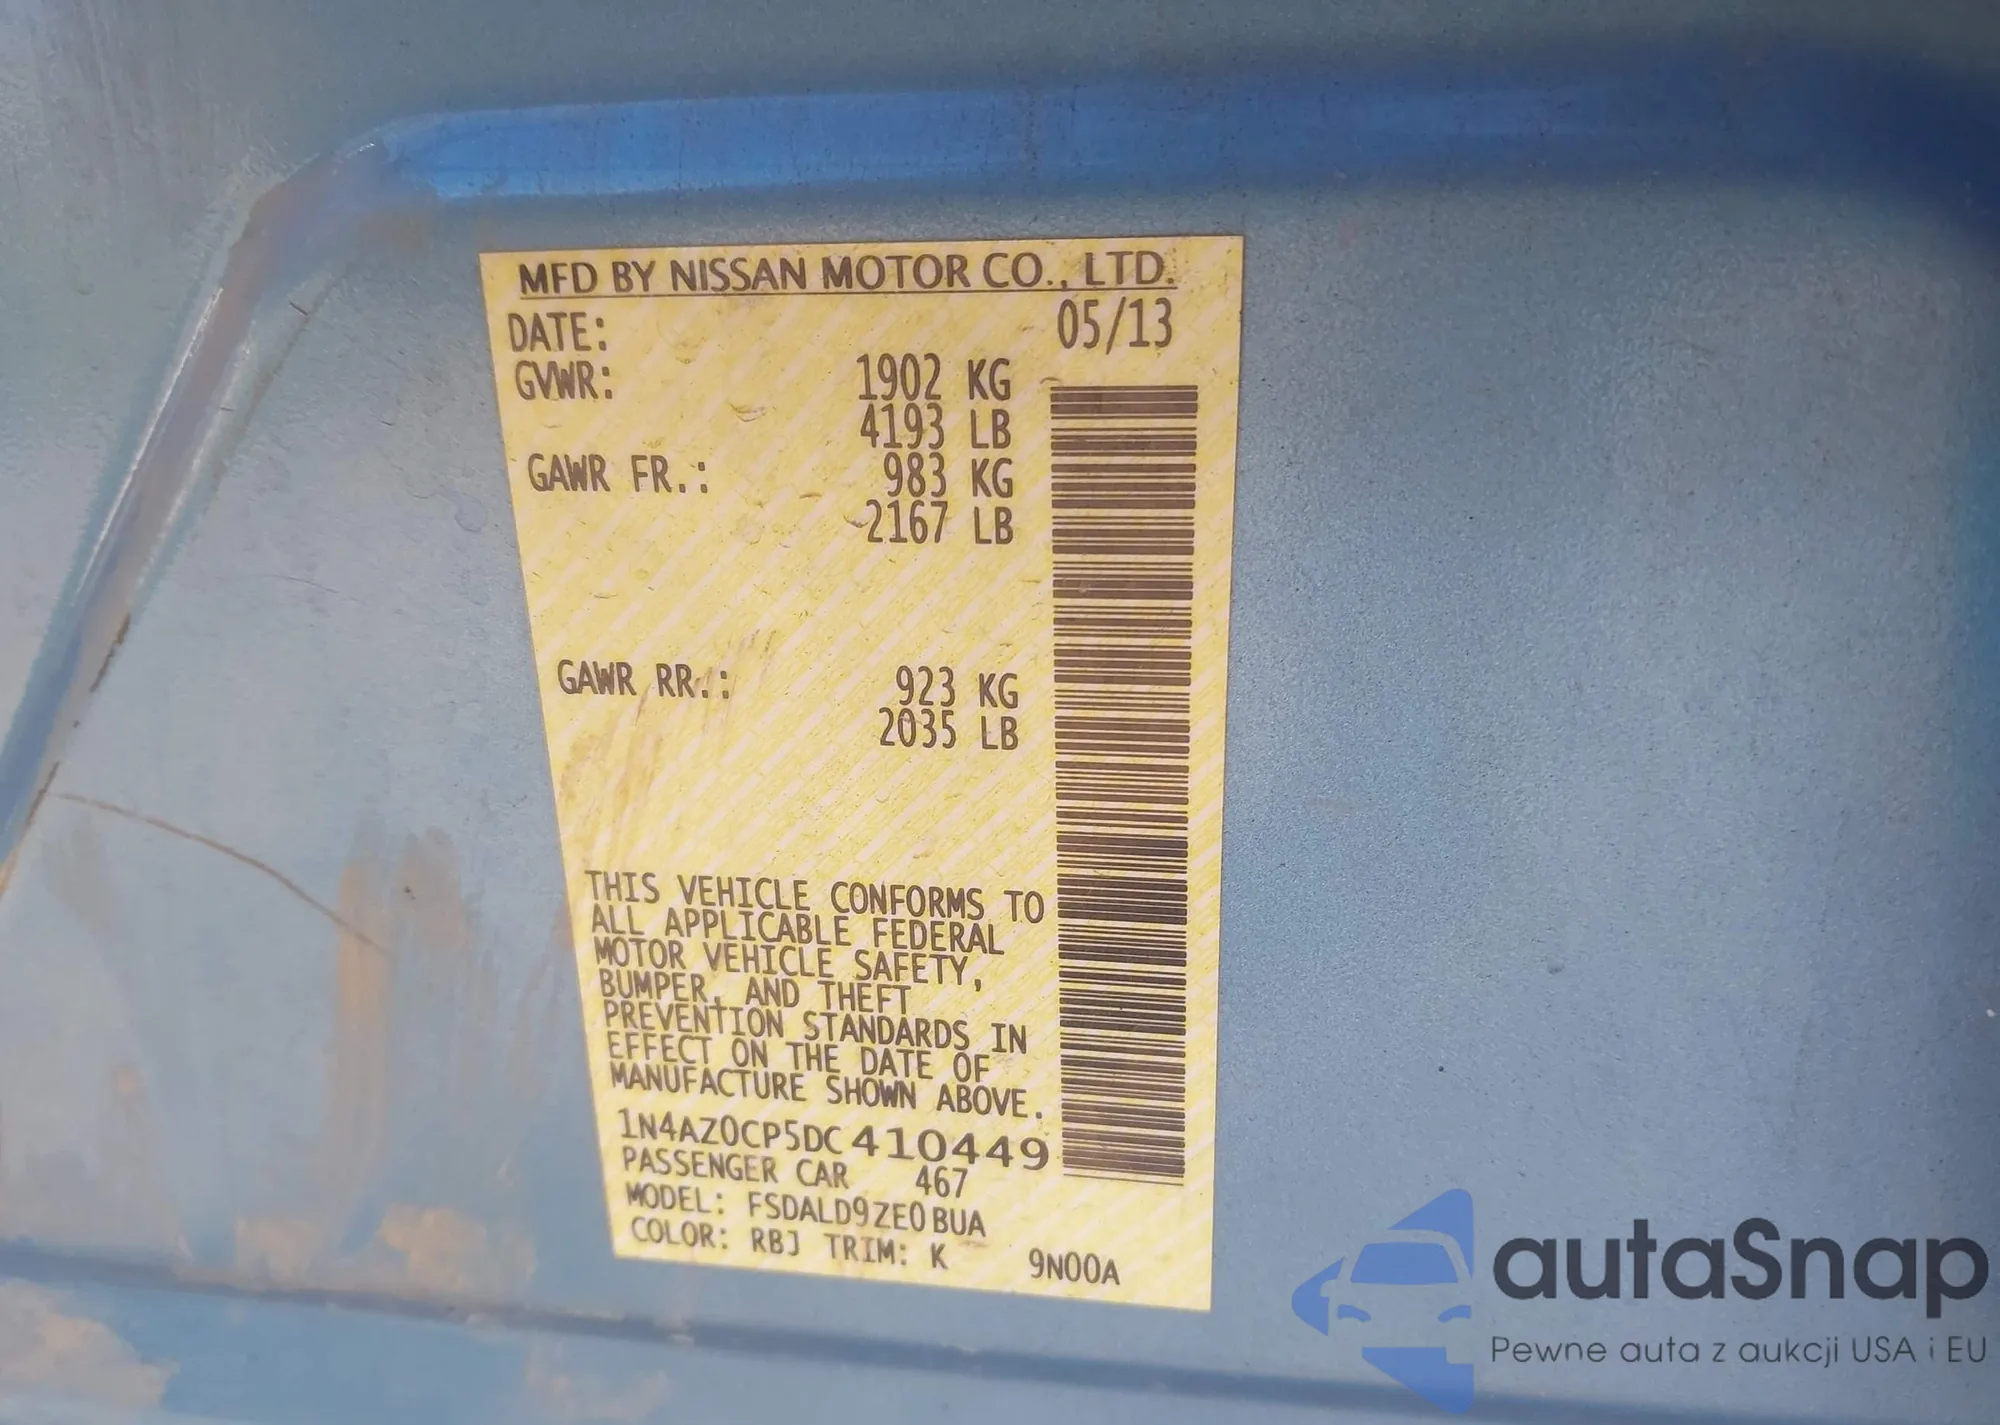 MFD BY NISSAN MOTOR CO., LTD.
DATE: 05/13
GVWR: 1902 KG
4193 LB
GAWR FR.: 983 KG
2167 LB
GAWR RR.: 923 KG
2035 LB
THIS VEHICLE CONFORMS TO
ALL APPLICABLE FEDERAL
MOTOR VEHICLE SAFETY,
BUMPER, AND THEFT
PREVENTION STANDARDS IN
EFFECT ON THE DATE OF
MANUFACTURE SHOWN ABOVE.
1N4AZ0CP5DC410449
PASSENGER CAR 467
MODEL: FSDALD9ZE0BUA
COLOR: RBJ TRIM: K 9N00A
autaSnap
Pewne auta z aukcji USA i EU